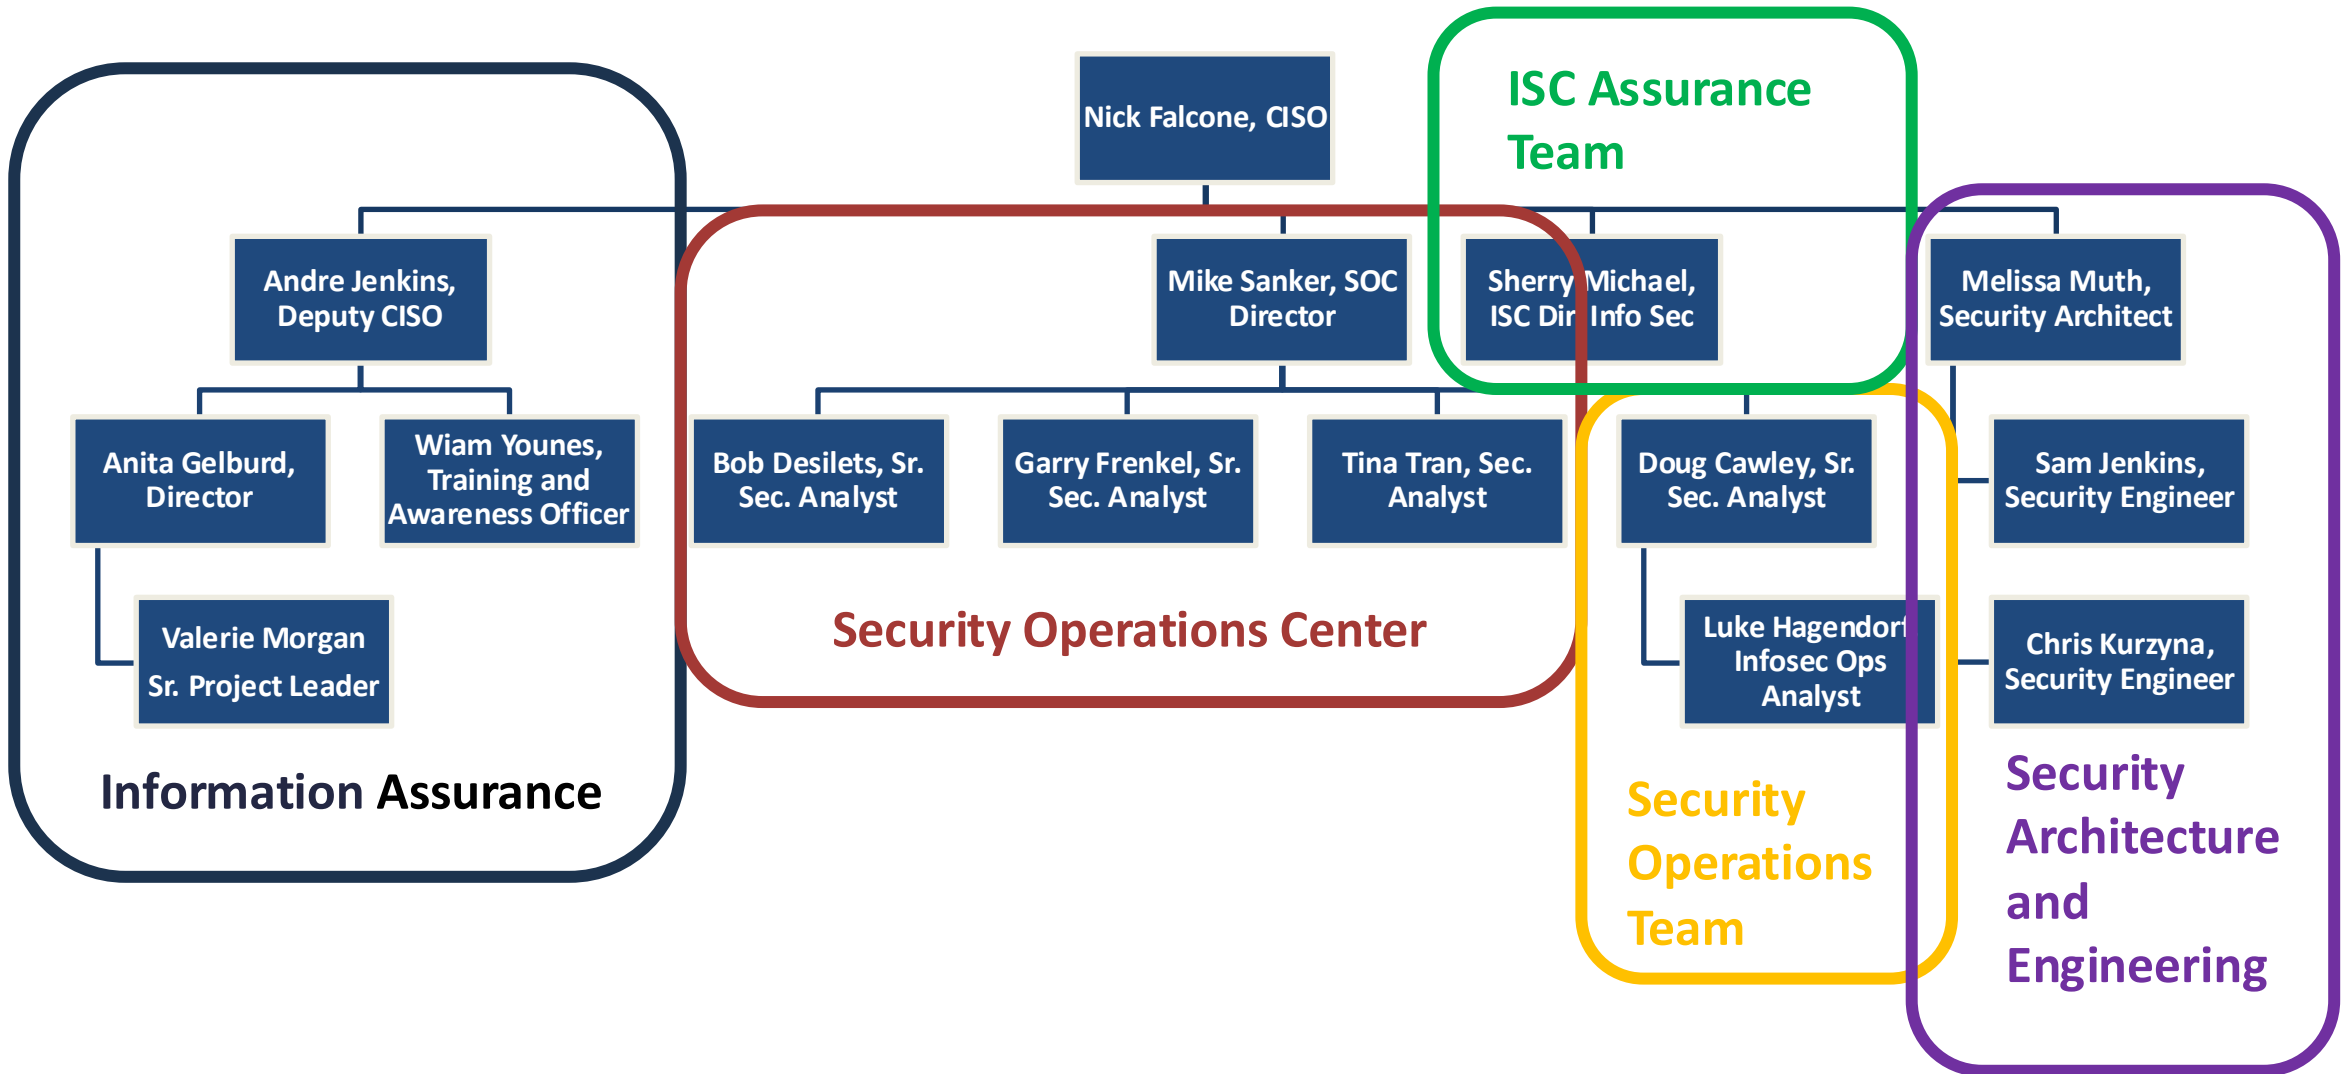 Nick Falcone, CISO
ISC Assurance
Team
Andre Jenkins,
Deputy CISO
Mike Sanker, SOC
Director
Sherry Michael,
ISC Dir. Info Sec
Melissa Muth,
Security Architect
Anita Gelburd,
Director
Wiam Younes,
Training and
Awareness Officer
Bob Desilets, Sr.
Sec. Analyst
Garry Frenkel, Sr.
Sec. Analyst
Tina Tran, Sec.
Analyst
Doug Cawley, Sr.
Sec. Analyst
Sam Jenkins,
Security Engineer
Valerie Morgan
Sr. Project Leader
Luke Hagendorf
Infosec Ops
Analyst
Chris Kurzyna,
Security Engineer
Information Assurance
Security Operations Center
Security
Operations
Team
Security
Architecture
and
Engineering